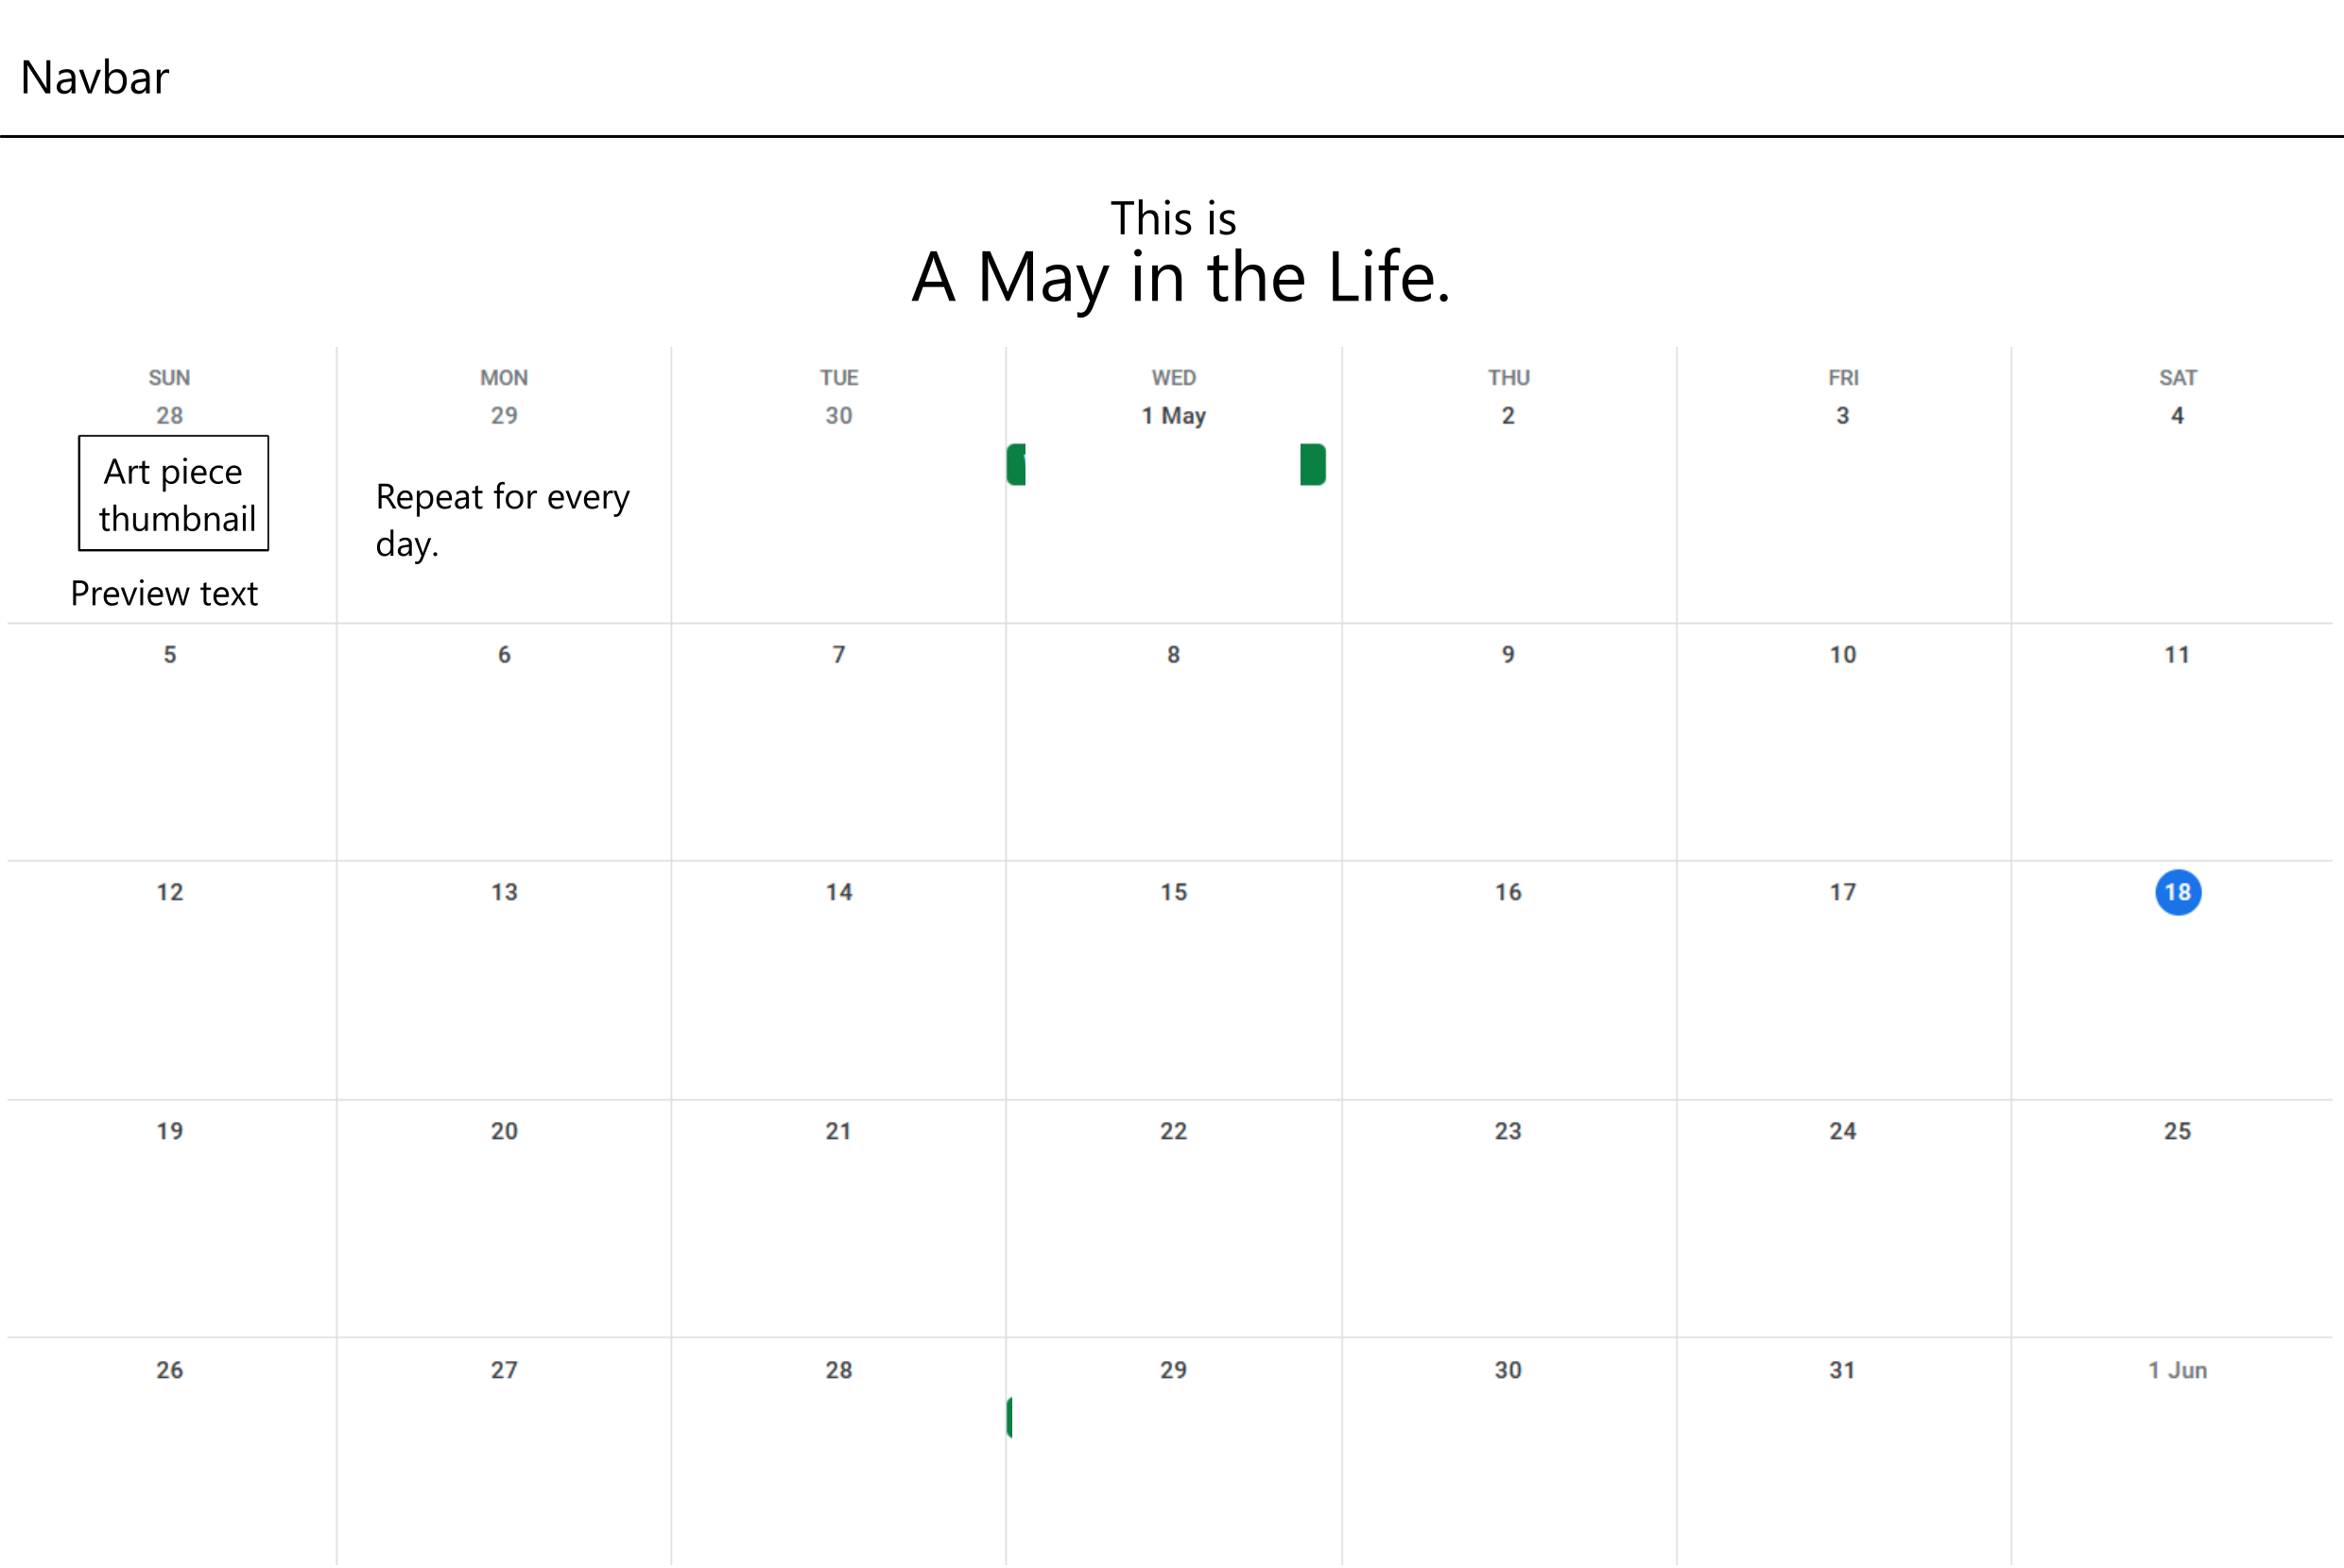 Navbar
This is
A May in the Life.
SUN MON TUE WED THU FRI SAT
28 29 30 1 May 2 3 4
Art piece
thumbnail
Repeat for every
day.
Preview text
5 6 7 8 9 10 11
12 13 14 15 16 17 18
19 20 21 22 23 24 25
26 27 28 29 30 31 1 Jun